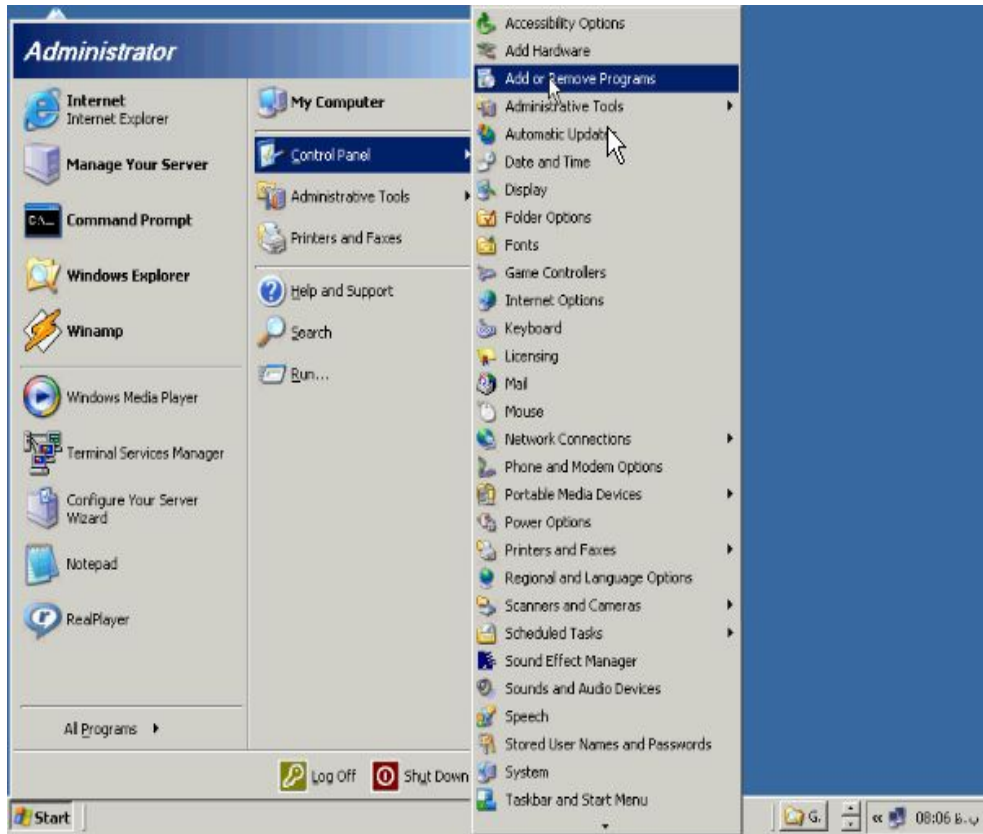 Administrator
Internet
Internet Explorer
Manage Your Server
Command Prompt
Windows Explorer
Winamp
Windows Media Player
Terminal Services Manager
Configure Your Server
Wizard
Notepad
RealPlayer
All Programs
My Computer
Control Panel
Administrative Tools
Printers and Faxes
Help and Support
Search
Run...
Log Off
Shut Down
Accessibility Options
Add Hardware
Add or Remove Programs
Administrative Tools
Automatic Updates
Date and Time
Display
Folder Options
Fonts
Game Controllers
Internet Options
Keyboard
Licensing
Mail
Mouse
Network Connections
Phone and Modem Options
Portable Media Devices
Power Options
Printers and Faxes
Regional and Language Options
Scanners and Cameras
Scheduled Tasks
Sound Effect Manager
Sounds and Audio Devices
Speech
Stored User Names and Passwords
System
Taskbar and Start Menu
Start
G.
08:06 ب.ظ